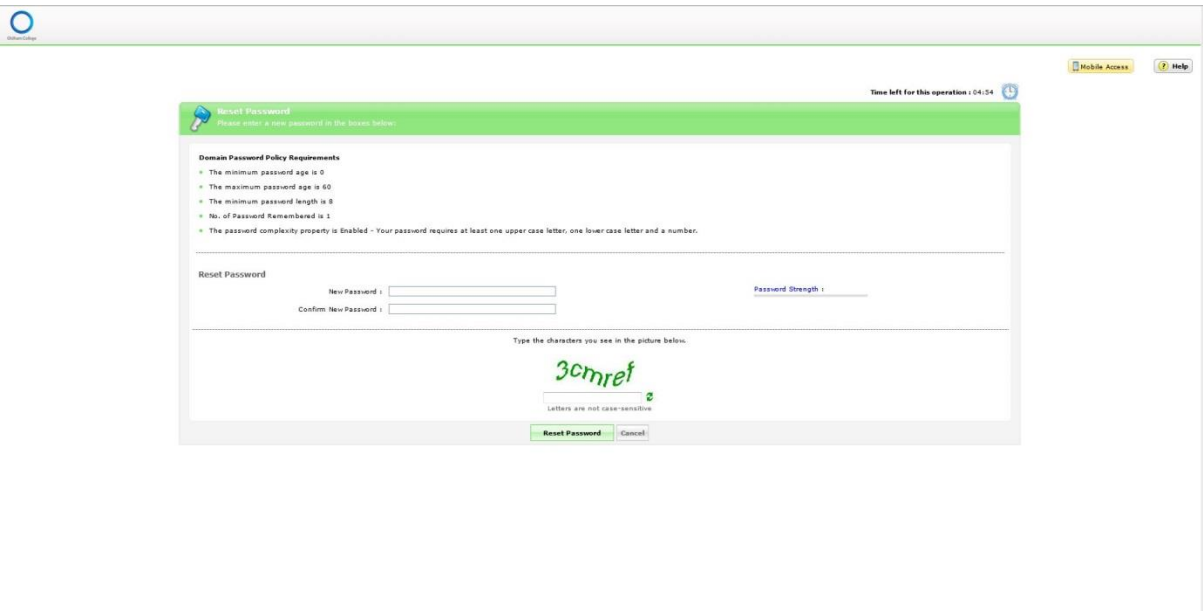 Oldham College
Mobile Access
Help
Time left for this operation : 04:54
Reset Password
Please enter a new password in the boxes below:
Domain Password Policy Requirements
The minimum password age is 0
The maximum password age is 60
The minimum password length is 8
No. of Password Remembered is 1
The password complexity property is Enabled - Your password requires at least one upper case letter, one lower case letter and a number.
Reset Password
New Password :
Password Strength :
Confirm New Password :
Type the characters you see in the picture below.
3cmref
Letters are not case-sensitive
Reset Password Cancel